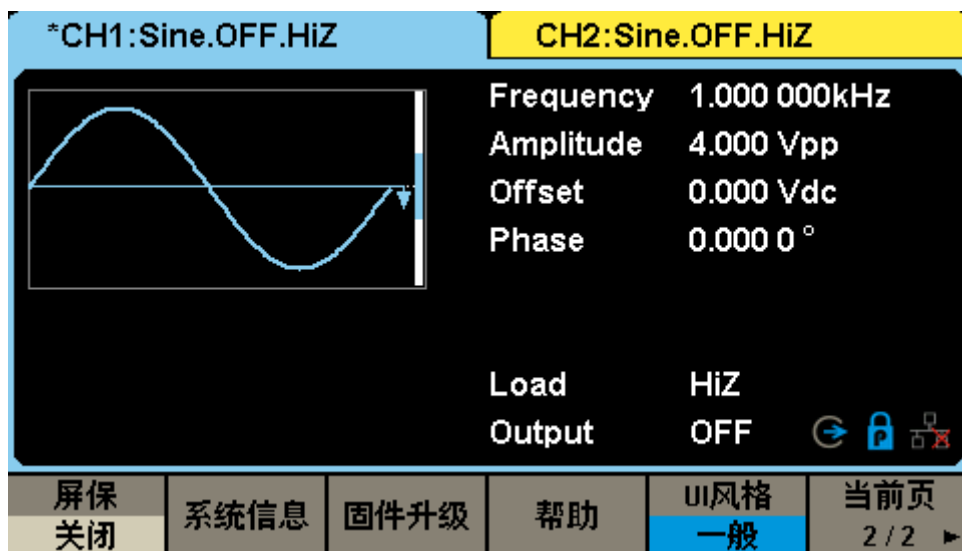 *CH1:Sine.OFF.HiZ
CH2:Sine.OFF.HiZ
Frequency 1.000 000kHz
Amplitude 4.000 Vpp
Offset 0.000 Vdc
Phase 0.000 0 °
Load HiZ
Output OFF
P
屏保
关闭
系统信息
固件升级
帮助
UI风格
一般
当前页
2/2